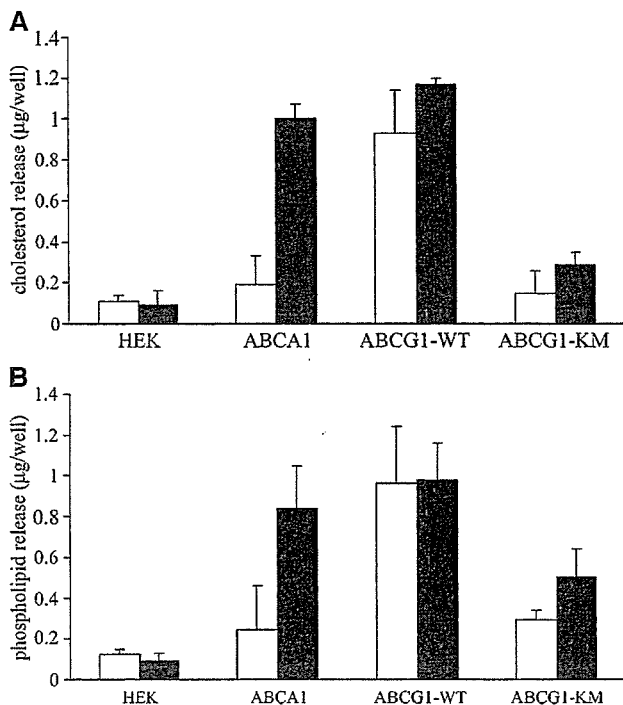 A
cholesterol release (µg/well)
1.4
1.2
1
0.8
0.6
0.4
0.2
0
HEK ABCA1 ABCG1-WT ABCG1-KM
B
phospholipid release (µg/well)
1.4
1.2
1
0.8
0.6
0.4
0.2
0
HEK ABCA1 ABCG1-WT ABCG1-KM